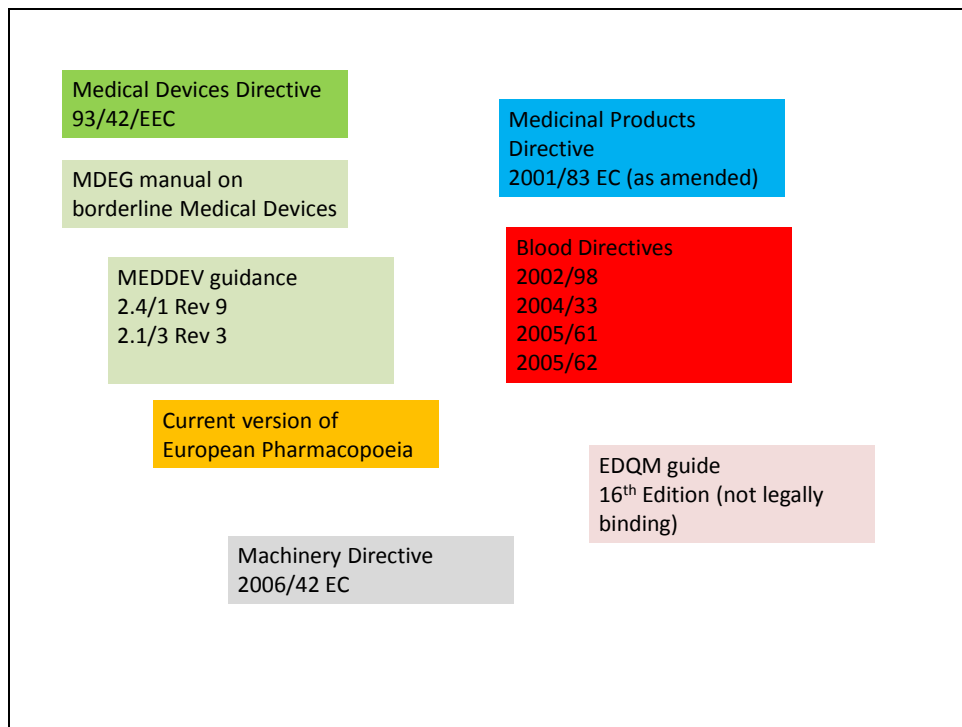 Medical Devices Directive
93/42/EEC
MDEG manual on
borderline Medical Devices
MEDDEV guidance
2.4/1 Rev 9
2.1/3 Rev 3
Current version of
European Pharmacopoeia
Machinery Directive
2006/42 EC
Medicinal Products
Directive
2001/83 EC (as amended)
Blood Directives
2002/98
2004/33
2005/61
2005/62
EDQM guide
16th Edition (not legally
binding)